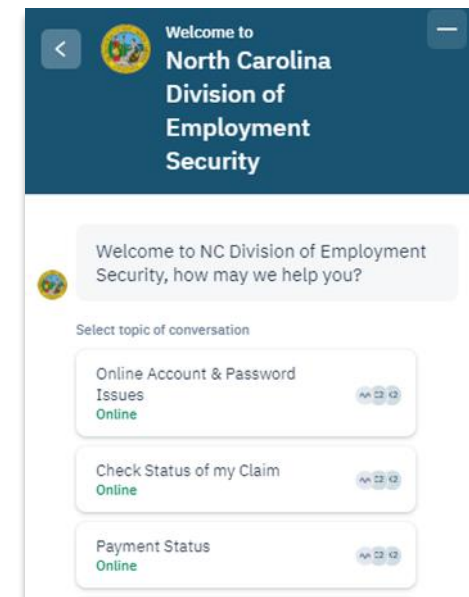 Welcome to
North Carolina
Division of
Employment
Security
Welcome to NC Division of Employment
Security, how may we help you?
Select topic of conversation
Online Account & Password
Issues
Online
Check Status of my Claim
Online
Payment Status
Online